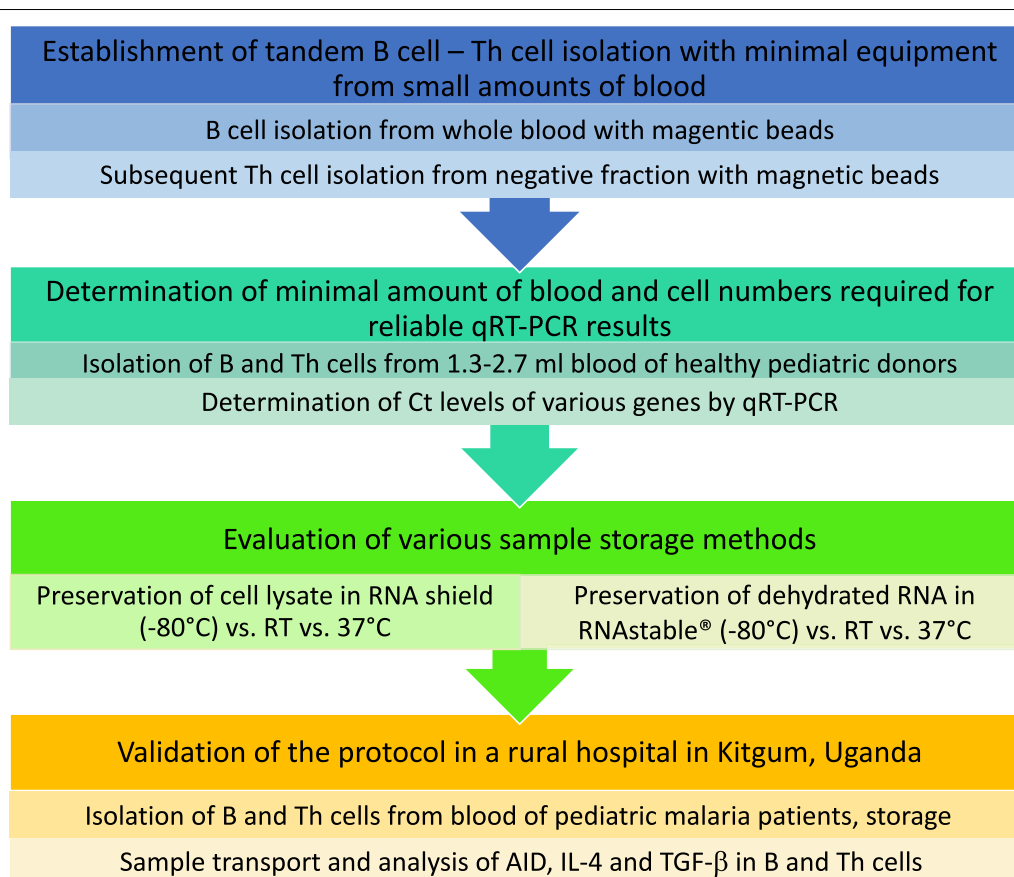 Establishment of tandem B cell – Th cell isolation with minimal equipment
from small amounts of blood
B cell isolation from whole blood with magentic beads
Subsequent Th cell isolation from negative fraction with magnetic beads
Determination of minimal amount of blood and cell numbers required for
reliable qRT-PCR results
Isolation of B and Th cells from 1.3-2.7 ml blood of healthy pediatric donors
Determination of Ct levels of various genes by qRT-PCR
Evaluation of various sample storage methods
Preservation of cell lysate in RNA shield
(-80°C) vs. RT vs. 37°C
Preservation of dehydrated RNA in
RNAstable® (-80°C) vs. RT vs. 37°C
Validation of the protocol in a rural hospital in Kitgum, Uganda
Isolation of B and Th cells from blood of pediatric malaria patients, storage
Sample transport and analysis of AID, IL-4 and TGF-β in B and Th cells